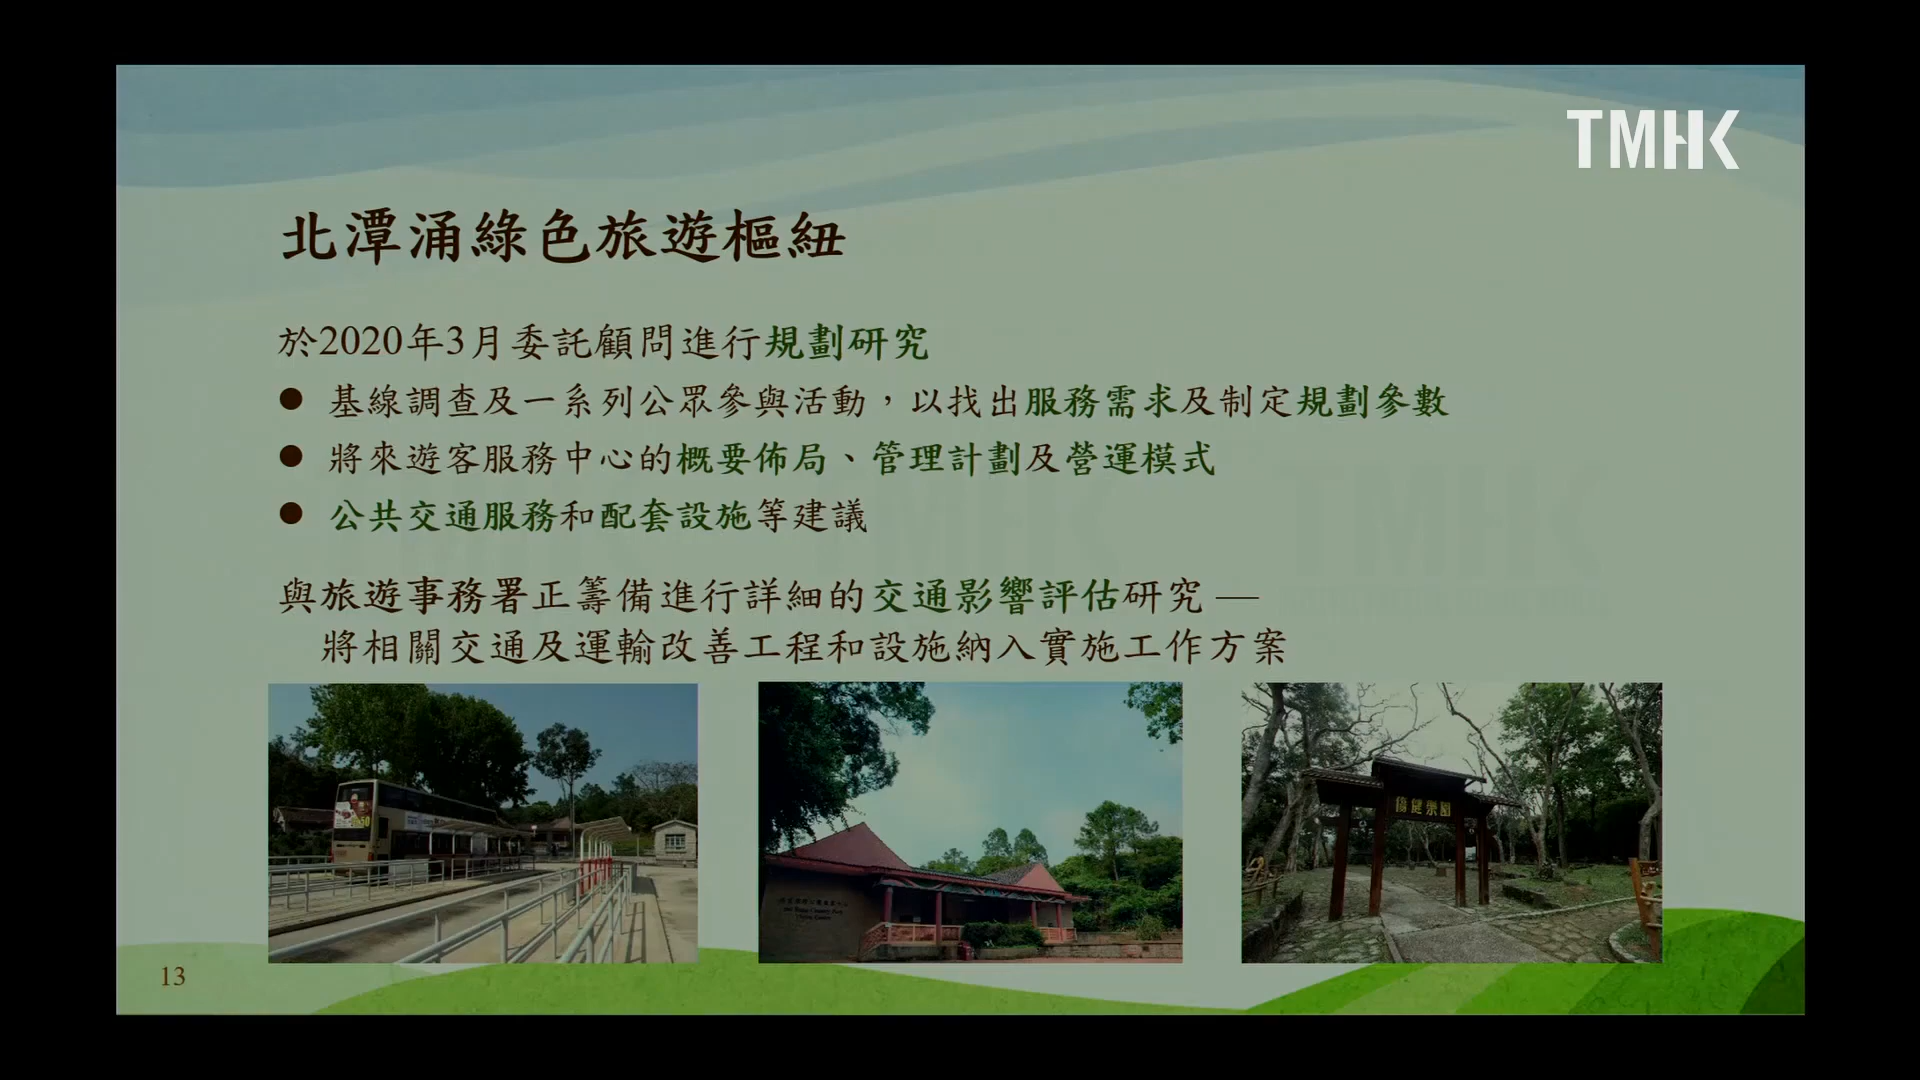 TMHK
北潭涌綠色旅遊樞紐
於2020年3月委託顧問進行規劃研究
● 基線調查及一系列公眾參與活動，以找出服務需求及制定規劃參數
● 將來遊客服務中心的概要佈局、管理計劃及營運模式
● 公共交通服務和配套設施等建議
與旅遊事務署正籌備進行詳細的交通影響評估研究 —
將相關交通及運輸改善工程和設施納入實施工作方案
傷健樂園
13